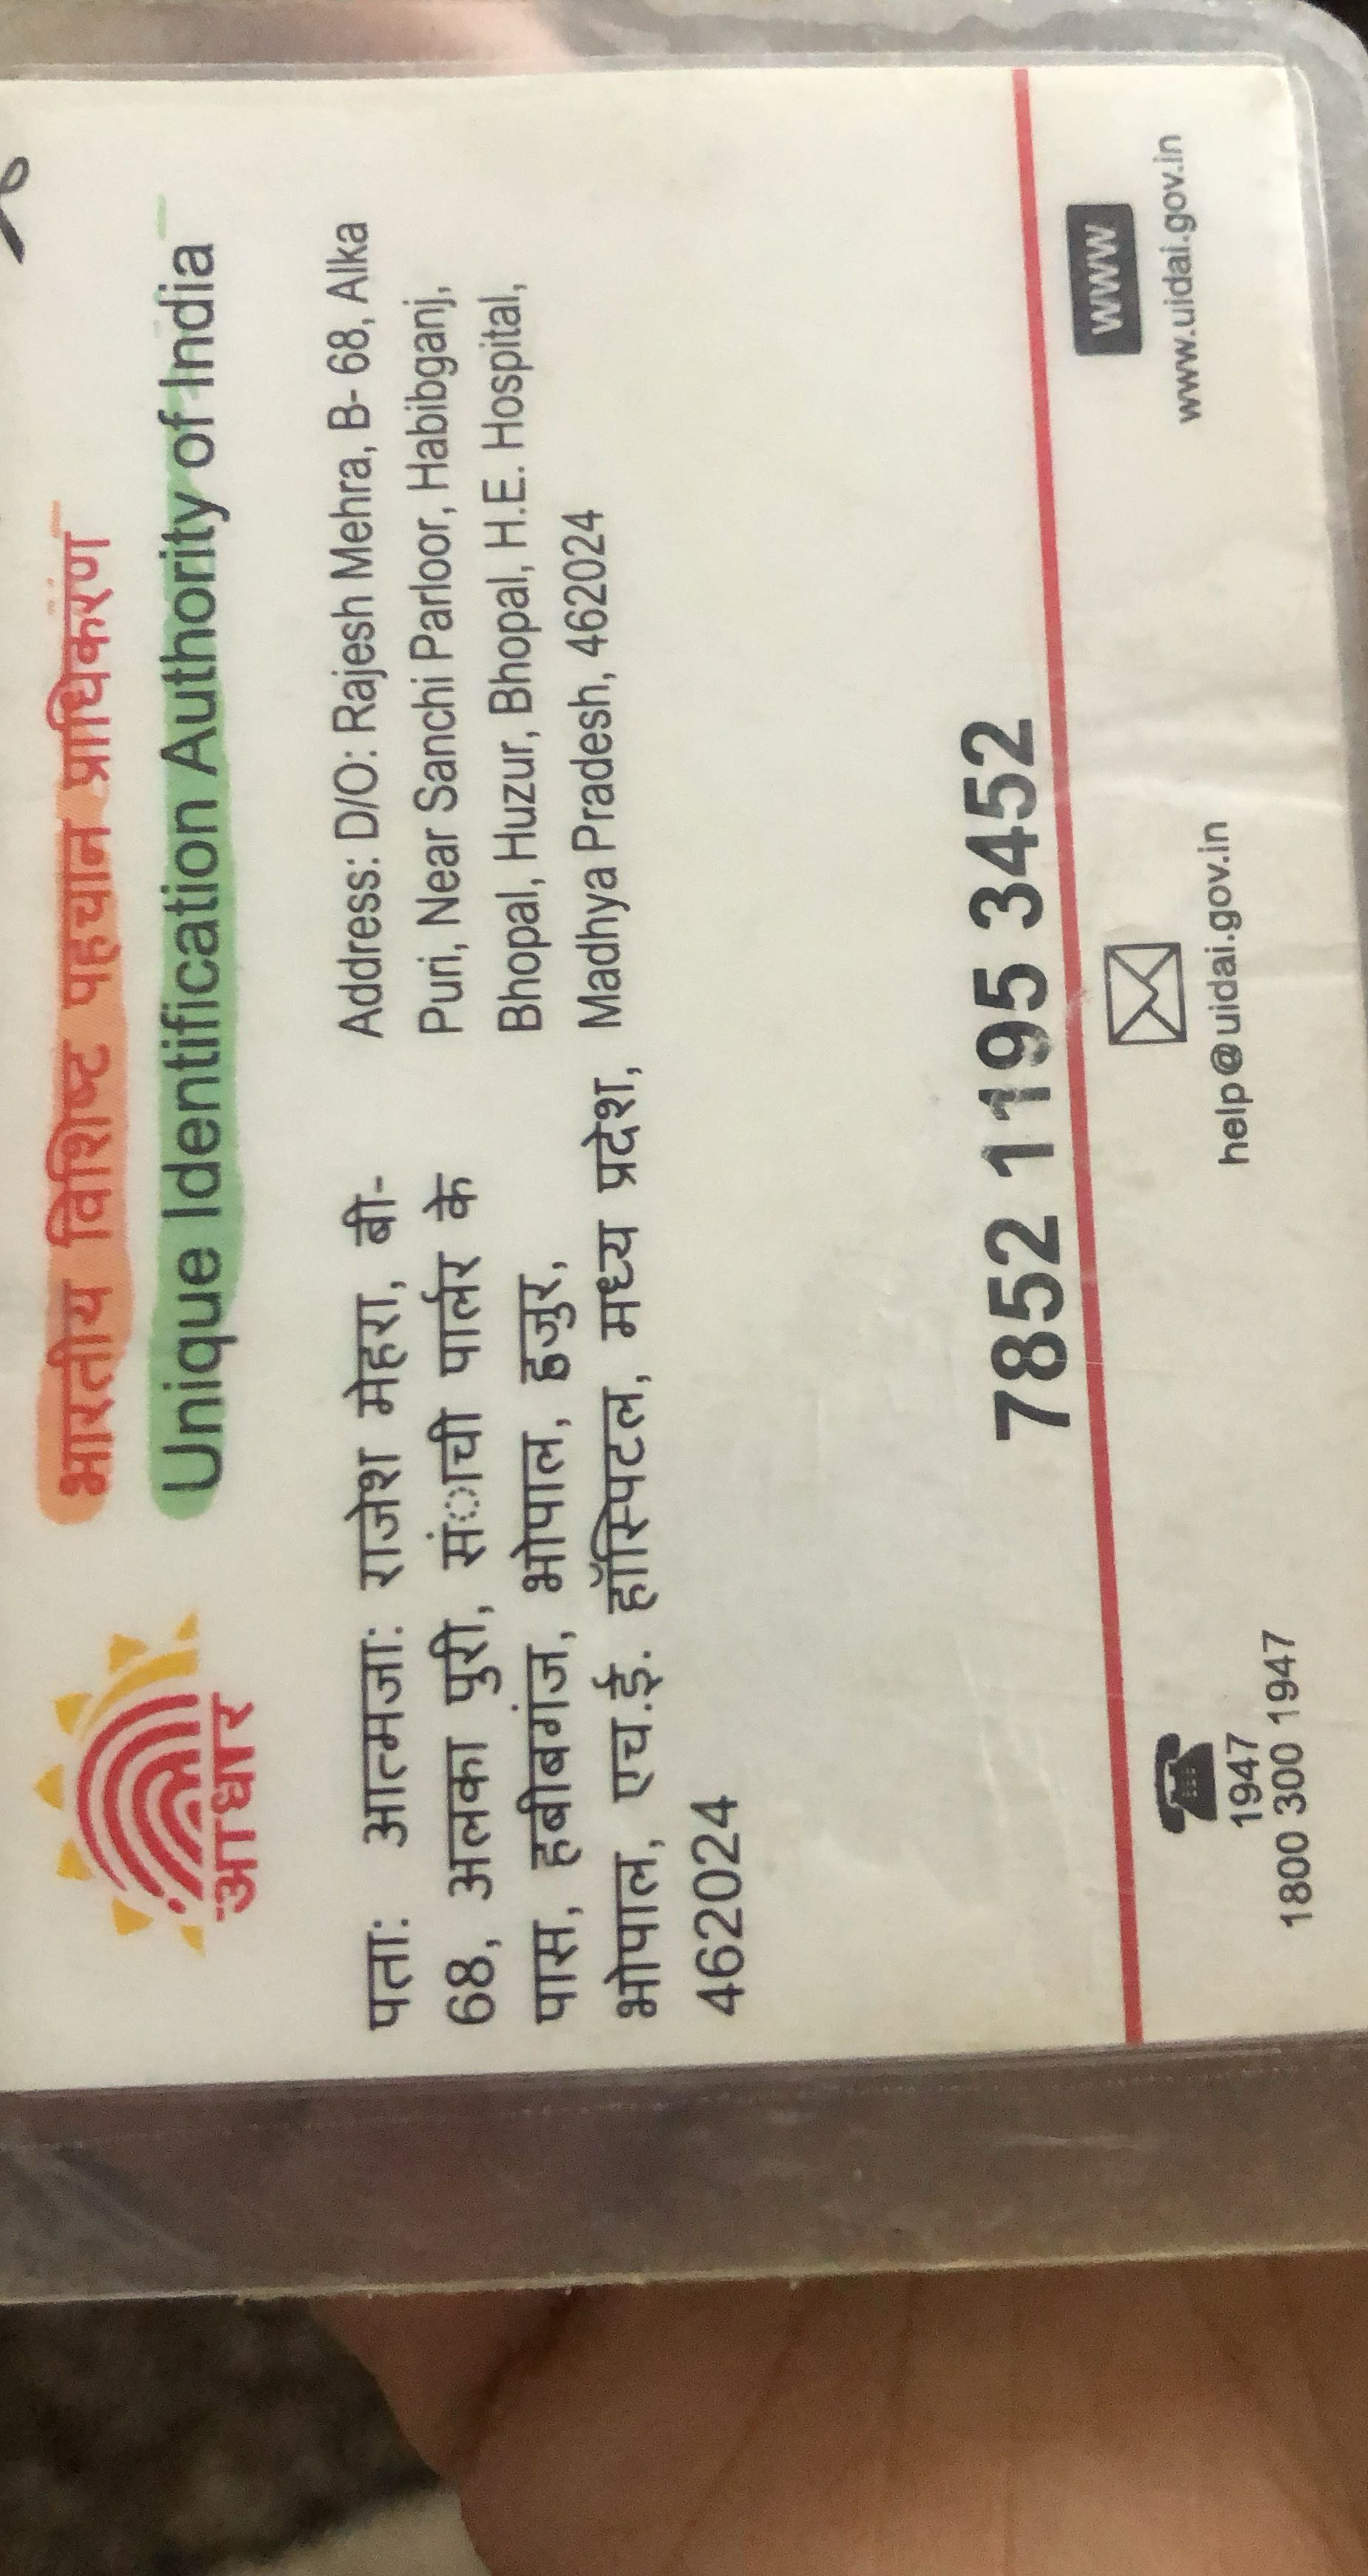 भारतीय विशिष्ट पहचान प्राधिकरण
Unique Identification Authority of India
आधार
पताः आत्मजाः राजेश मेहरा, बी-
68, अलका पुरी, संाची पार्लर के
पास, हबीबगंज, भोपाल, हुजुर,
भोपाल, एच.ई. हॉस्पिटल, मध्य प्रदेश,
462024
Address: D/O: Rajesh Mehra, B- 68, Alka
Puri, Near Sanchi Parloor, Habibganj,
Bhopal, Huzur, Bhopal, H.E. Hospital,
Madhya Pradesh, 462024
7852 1195 3452
1947
1800 300 1947
help@uidai.gov.in
www
www.uidai.gov.in